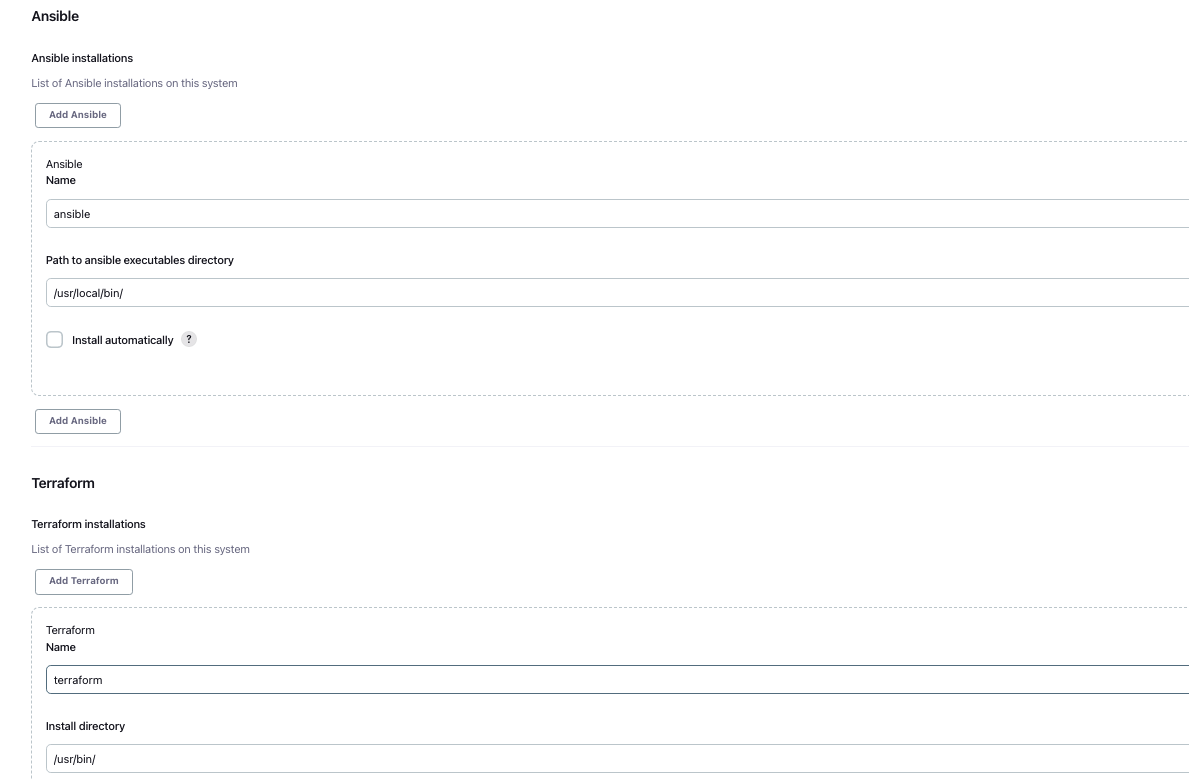 Ansible
Ansible installations
List of Ansible installations on this system
Add Ansible
Ansible
Name
ansible
Path to ansible executables directory
/usr/local/bin/
Install automatically ?
Add Ansible
Terraform
Terraform installations
List of Terraform installations on this system
Add Terraform
Terraform
Name
terraform
Install directory
/usr/bin/